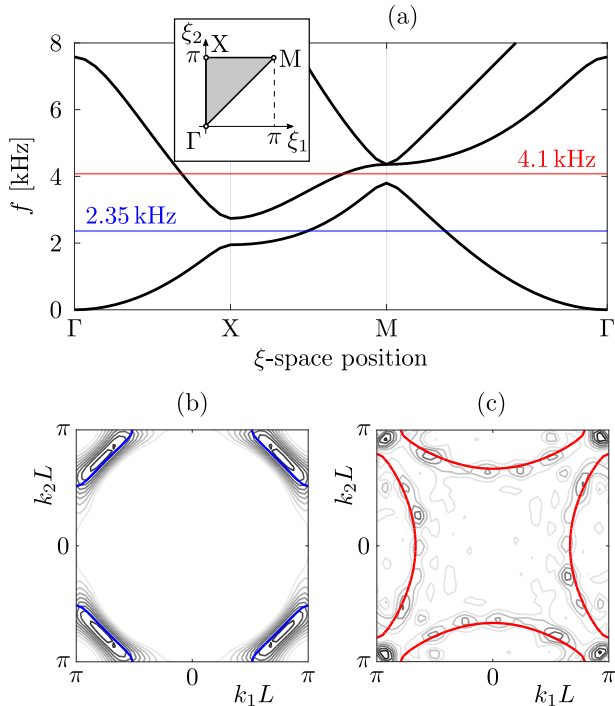 (a)
8
6
4
2
0
f [kHz]
ξ2
π
X
M
Γ
π
ξ1
4.1 kHz
2.35 kHz
Γ
X
M
Γ
ξ-space position
(b)
(c)
π
0
π
k2L
π
0
π
k1L
π
0
π
k2L
π
0
π
k1L